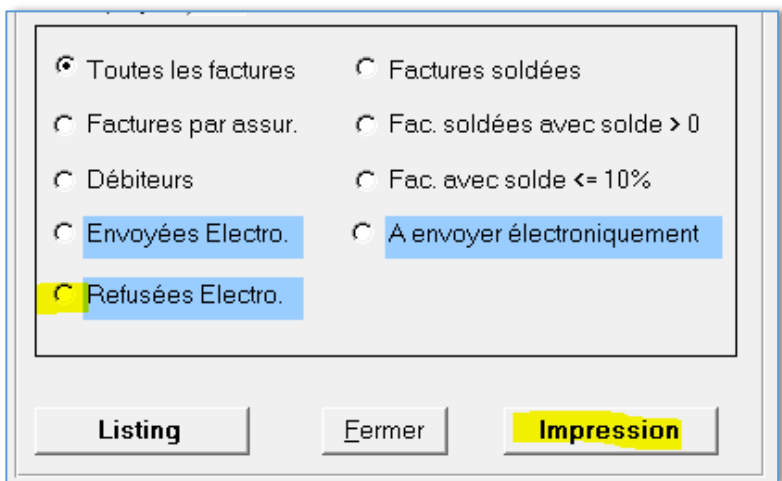 Toutes les factures
Factures soldées
Factures par assur.
Fac. soldées avec solde > 0
Débiteurs
Fac. avec solde <= 10%
Envoyées Electro.
A envoyer électroniquement
Refusées Electro.
Listing
Fermer
Impression